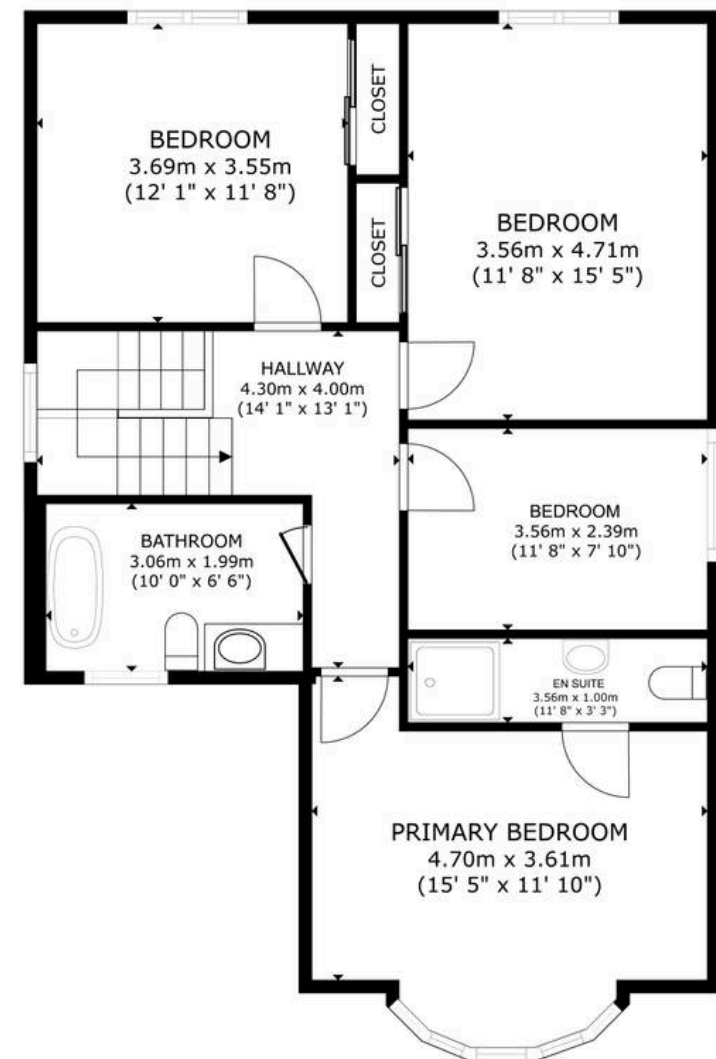 BEDROOM
3.69m x 3.55m
(12' 1" x 11' 8")
CLOSET
CLOSET
BEDROOM
3.56m x 4.71m
(11' 8" x 15' 5")
HALLWAY
4.30m x 4.00m
(14' 1" x 13' 1")
BATHROOM
3.06m x 1.99m
(10' 0" x 6' 6")
BEDROOM
3.56m x 2.39m
(11' 8" x 7' 10")
EN SUITE
3.56m x 1.00m
(11' 8" x 3' 3")
PRIMARY BEDROOM
4.70m x 3.61m
(15' 5" x 11' 10")